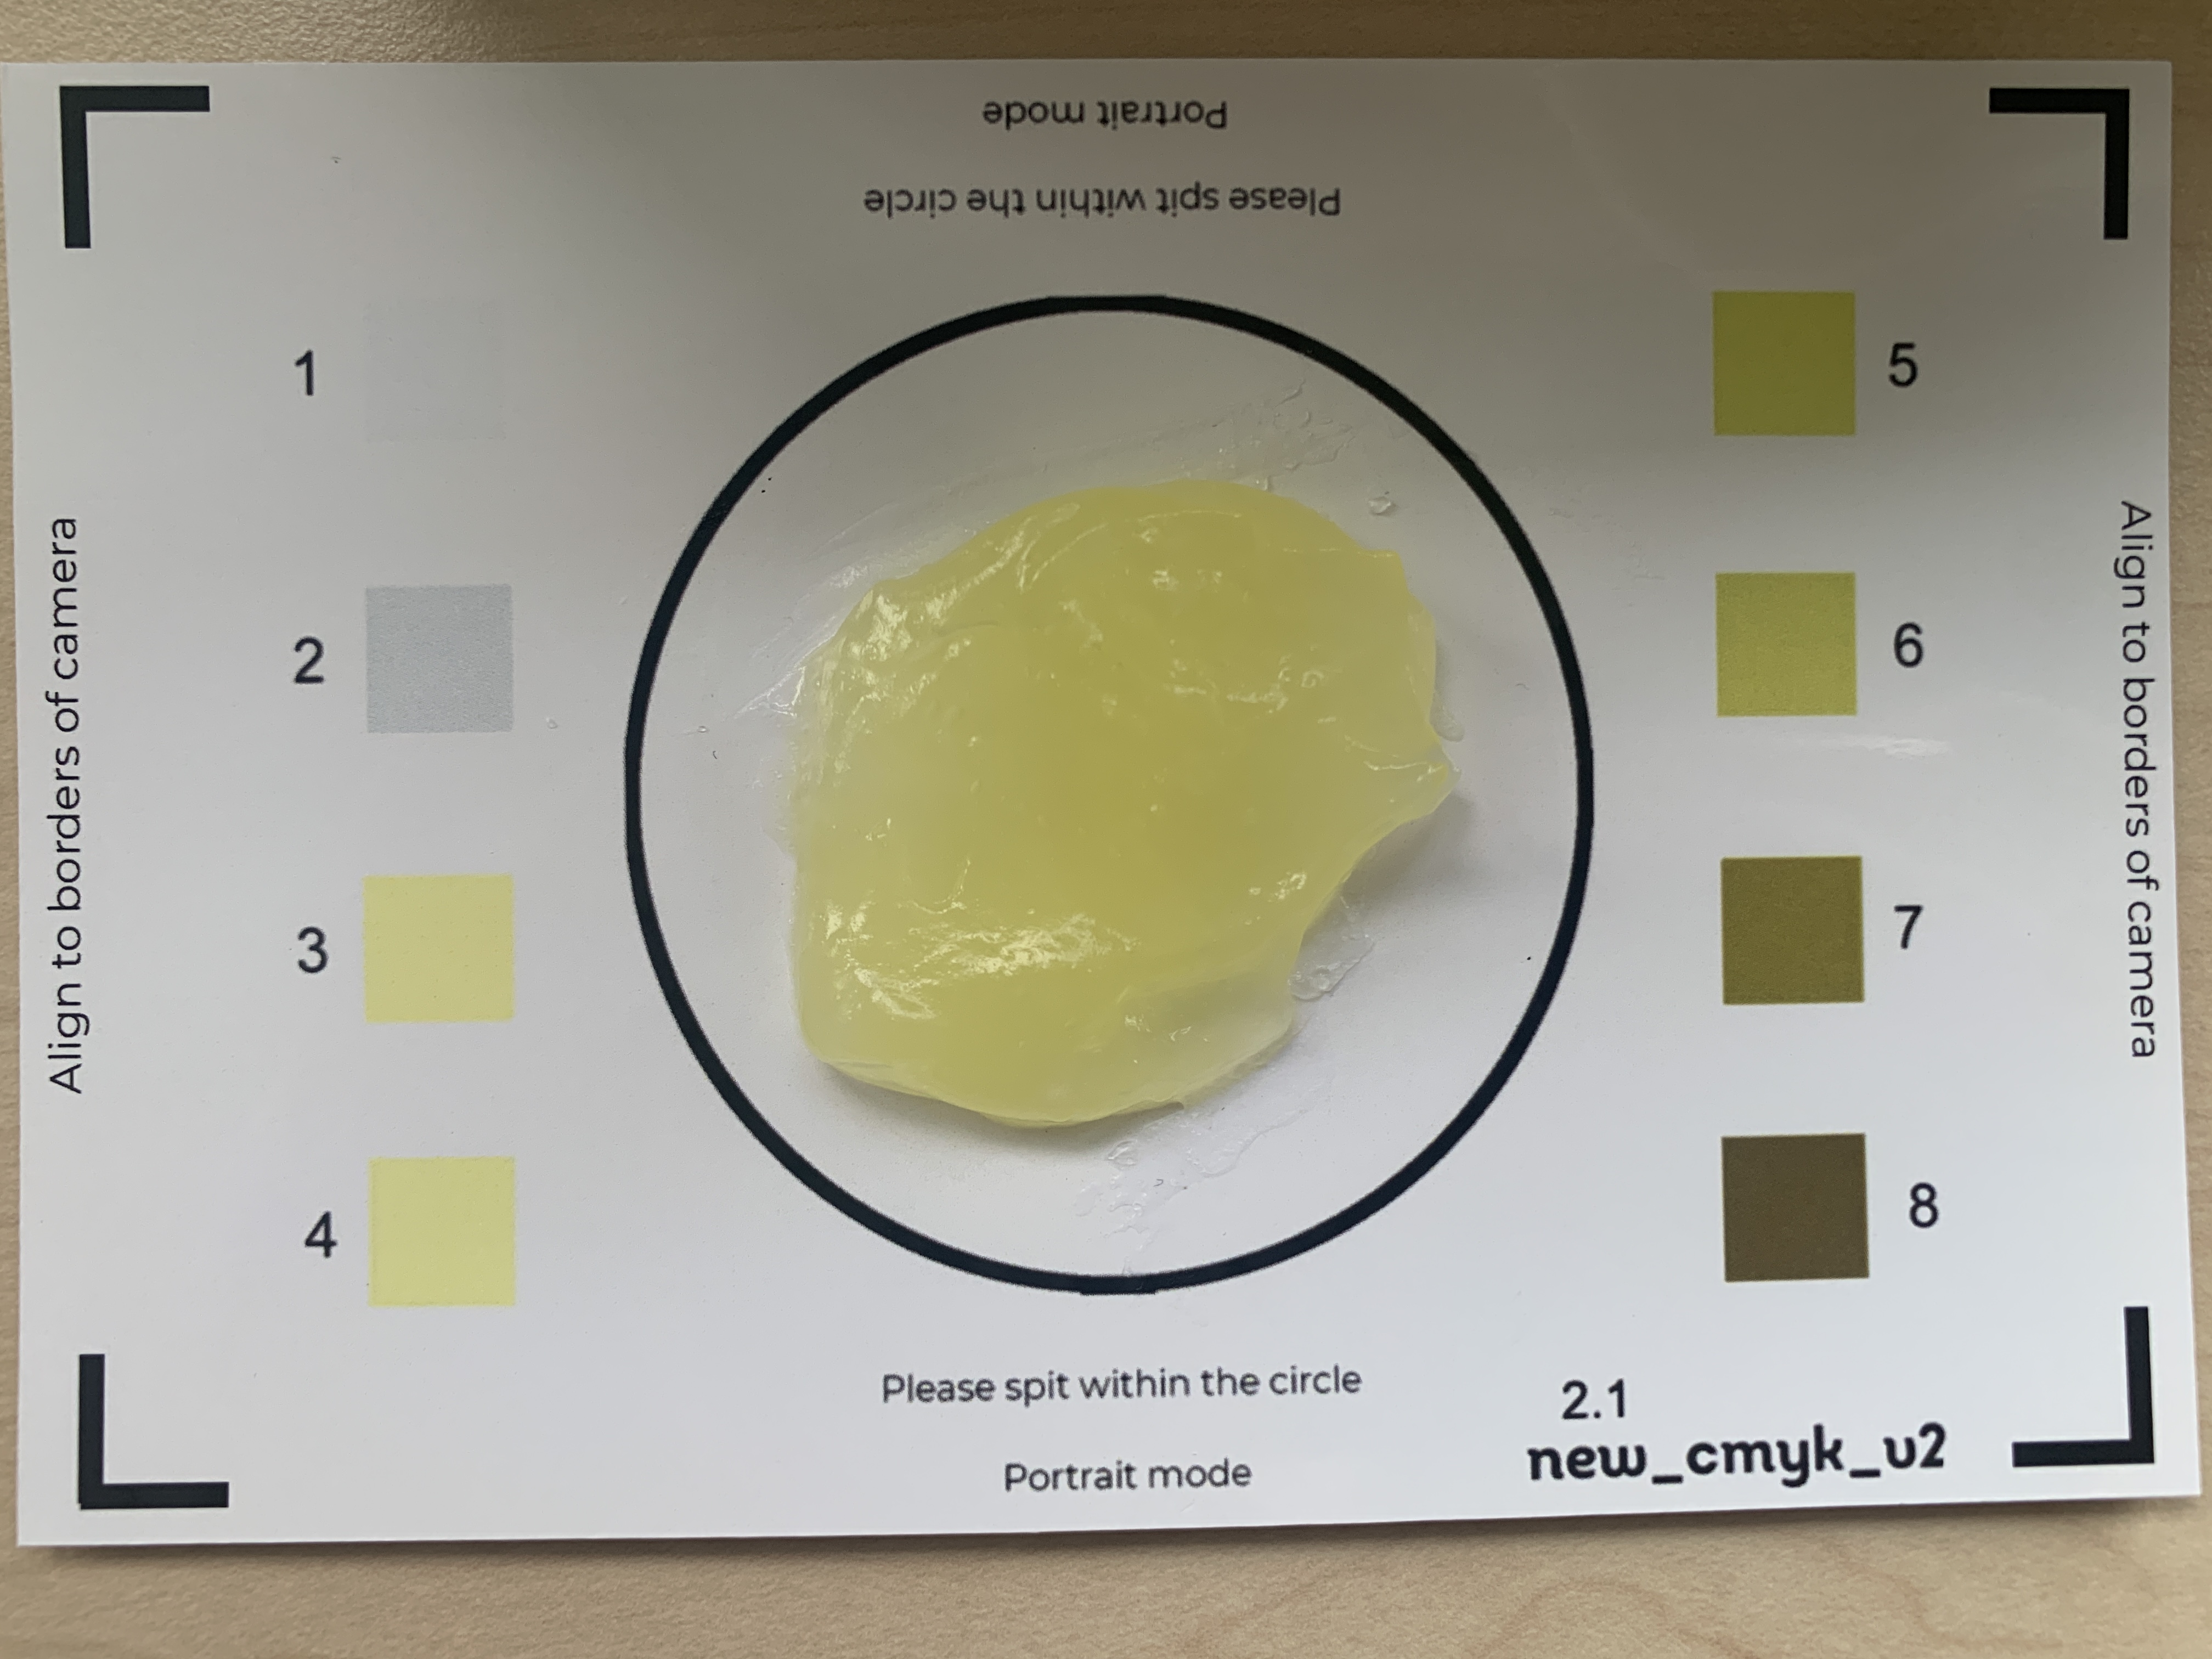 Align to borders of camera
4
3
2
1
Please spit within the circle
Portrait mode
Please spit within the circle
Portrait mode
2.1
new_cmyk_v2
8
7
6
5
Align to borders of camera